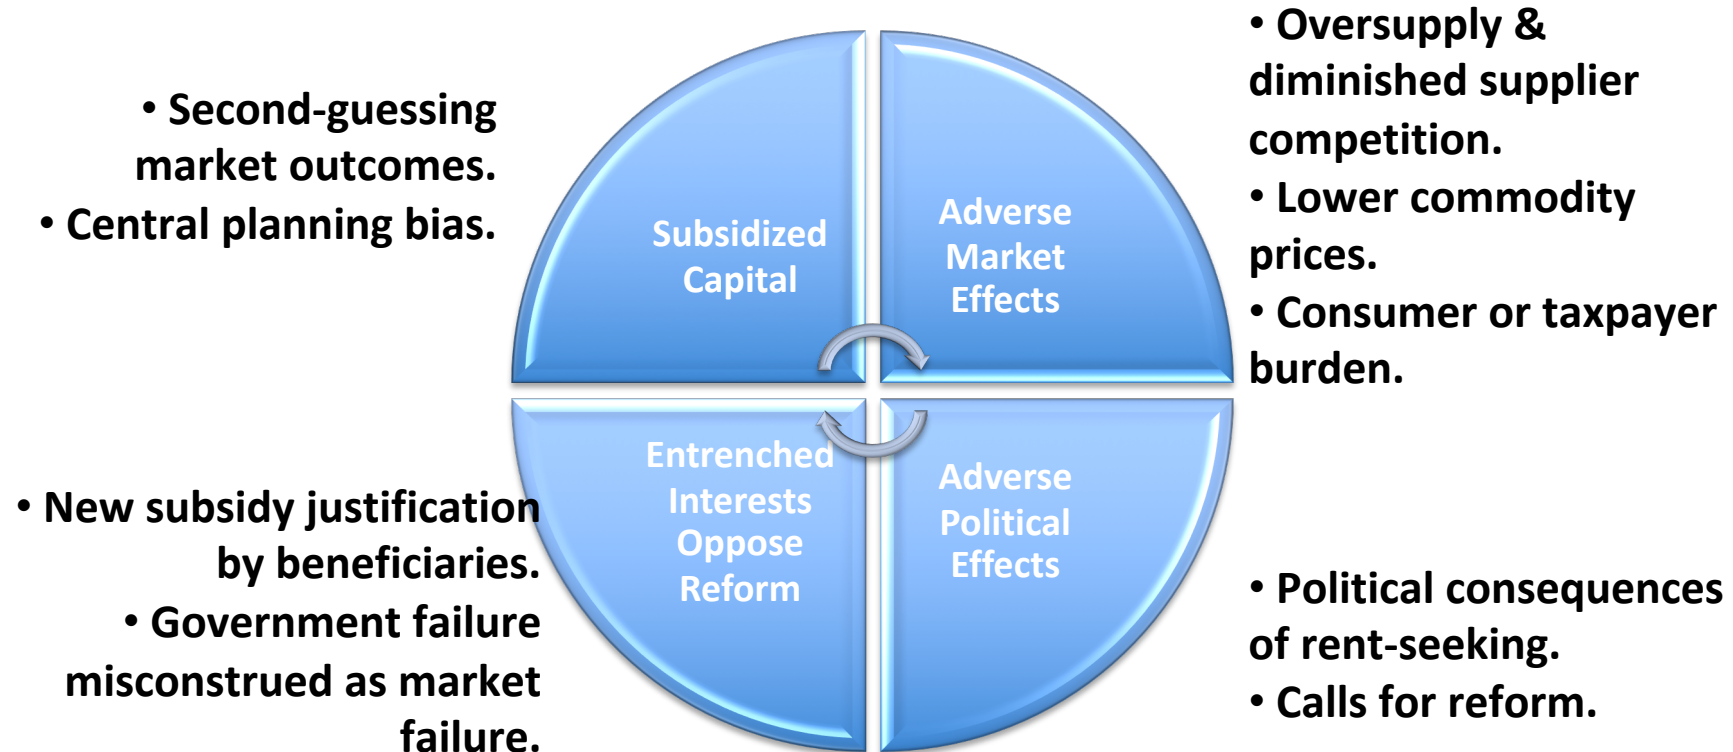 • Second-guessing
market outcomes.
• Central planning bias.
Subsidized
Capital
Adverse
Market
Effects
• Oversupply &
diminished supplier
competition.
• Lower commodity
prices.
• Consumer or taxpayer
burden.
• New subsidy justification
by beneficiaries.
• Government failure
misconstrued as market
failure.
Entrenched
Interests
Oppose
Reform
Adverse
Political
Effects
• Political consequences
of rent-seeking.
• Calls for reform.